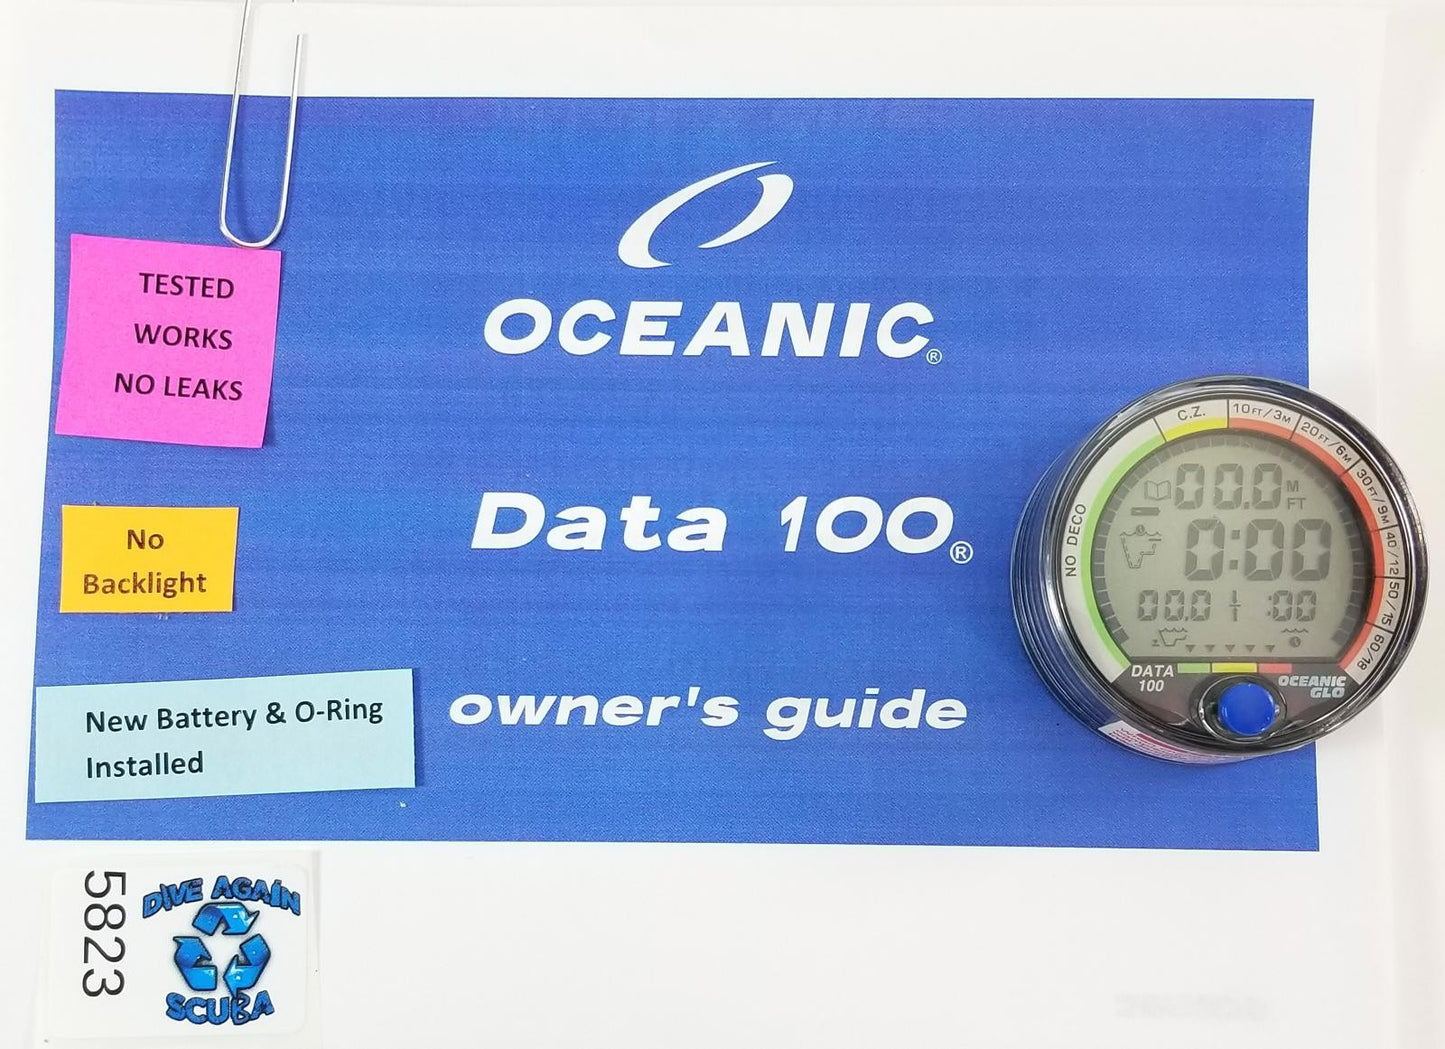 TESTED
WORKS
NO LEAKS
No
Backlight
New Battery & O-Ring
Installed
OCEANIC®
Data 100®
owner's guide
C.Z.
10FT/3M
20FT/6M
30FT/9M
40/12
50/15
60/18
NO DECO
00.0 M
FT
0:00
00.0 :00
DATA
100
OCEANIC
GLO
5823
DIVE AGAIN
SCUBA